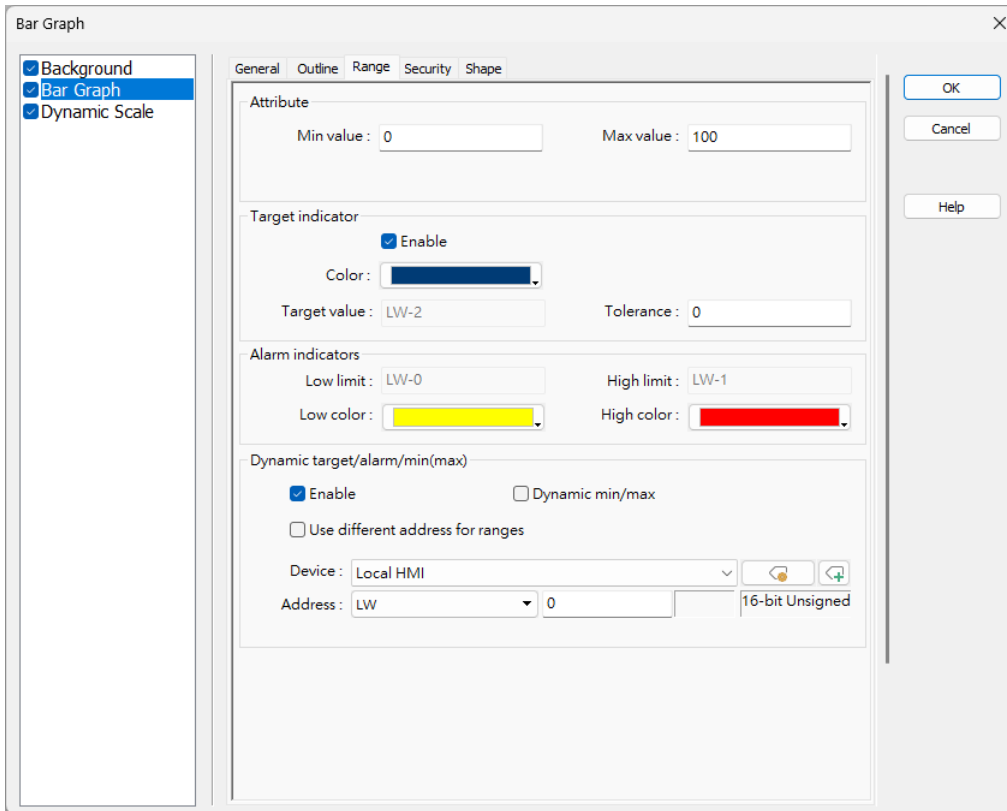 Bar Graph
Background
Bar Graph
Dynamic Scale
General Outline Range Security Shape
Attribute
Min value : 0 Max value : 100
Target indicator
Enable
Color :
Target value : LW-2 Tolerance : 0
Alarm indicators
Low limit : LW-0 High limit : LW-1
Low color : High color :
Dynamic target/alarm/min(max)
Enable Dynamic min/max
Use different address for ranges
Device : Local HMI
Address : LW 0 16-bit Unsigned
OK
Cancel
Help